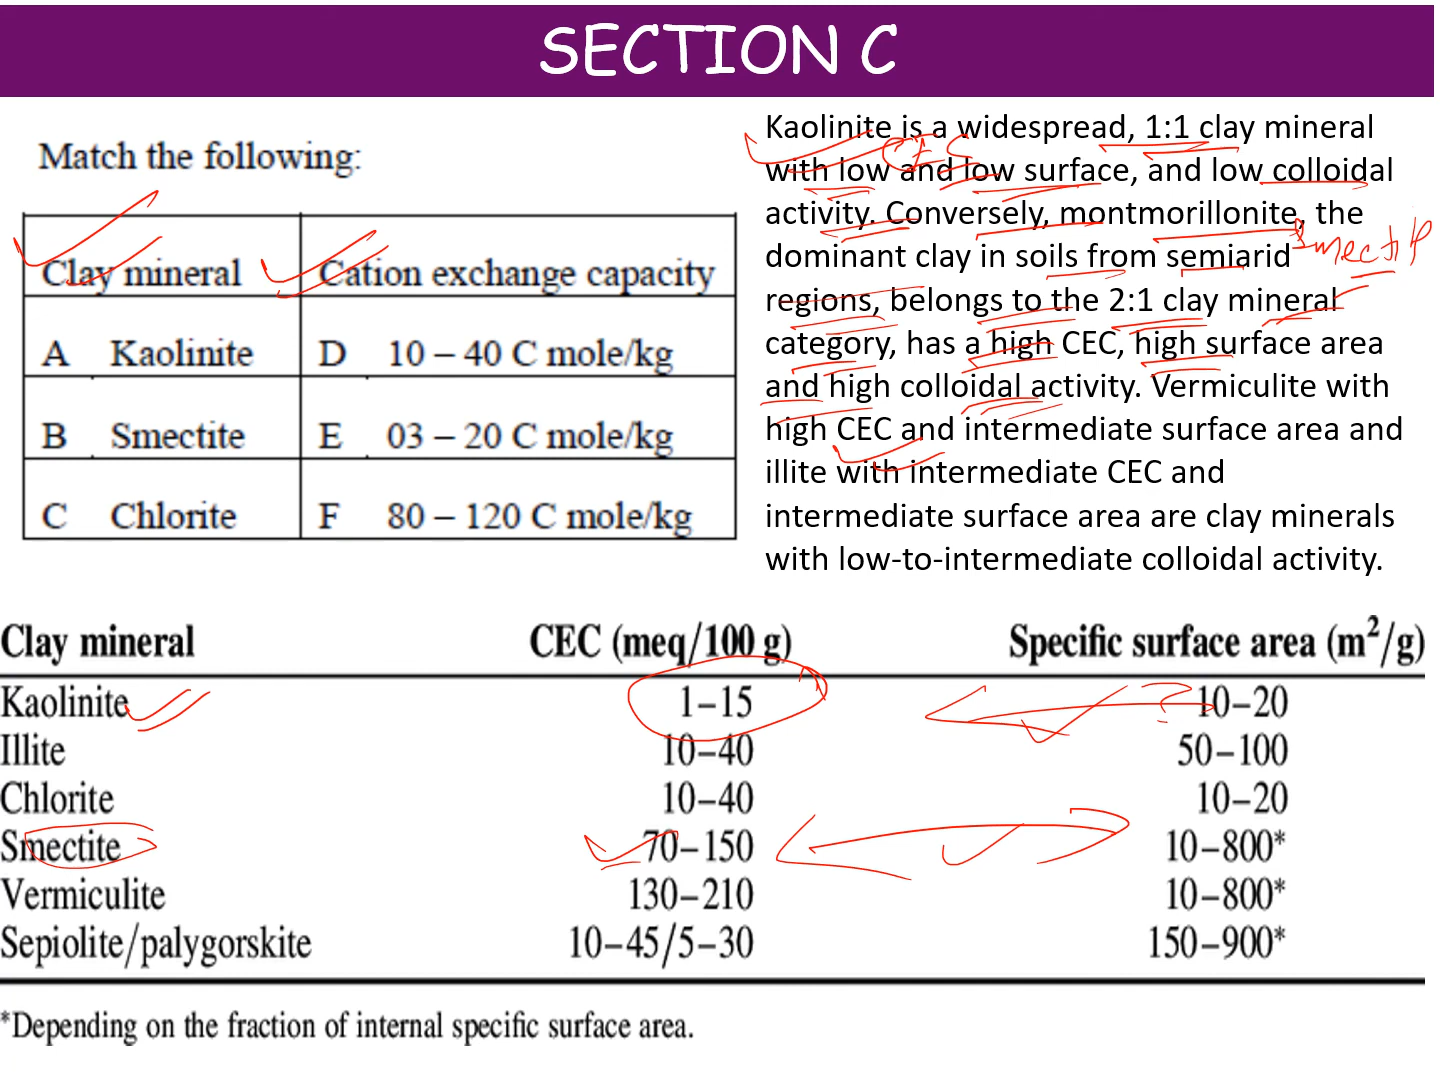 SECTION C
Match the following:
Clay mineral Cation exchange capacity
A Kaolinite D 10 – 40 C mole/kg
B Smectite E 03 – 20 C mole/kg
C Chlorite F 80 – 120 C mole/kg
Kaolinite is a widespread, 1:1 clay mineral
with low and low surface, and low colloidal
activity. Conversely, montmorillonite, the
dominant clay in soils from semiarid
regions, belongs to the 2:1 clay mineral
category, has a high CEC, high surface area
and high colloidal activity. Vermiculite with
high CEC and intermediate surface area and
illite with intermediate CEC and
intermediate surface area are clay minerals
with low-to-intermediate colloidal activity.
Clay mineral CEC (meq/100 g) Specific surface area (m²/g)
Kaolinite 1–15 10–20
Illite 10–40 50–100
Chlorite 10–40 10–20
Smectite 70–150 10–800*
Vermiculite 130–210 10–800*
Sepiolite/palygorskite 10–45/5–30 150–900*
*Depending on the fraction of internal specific surface area.